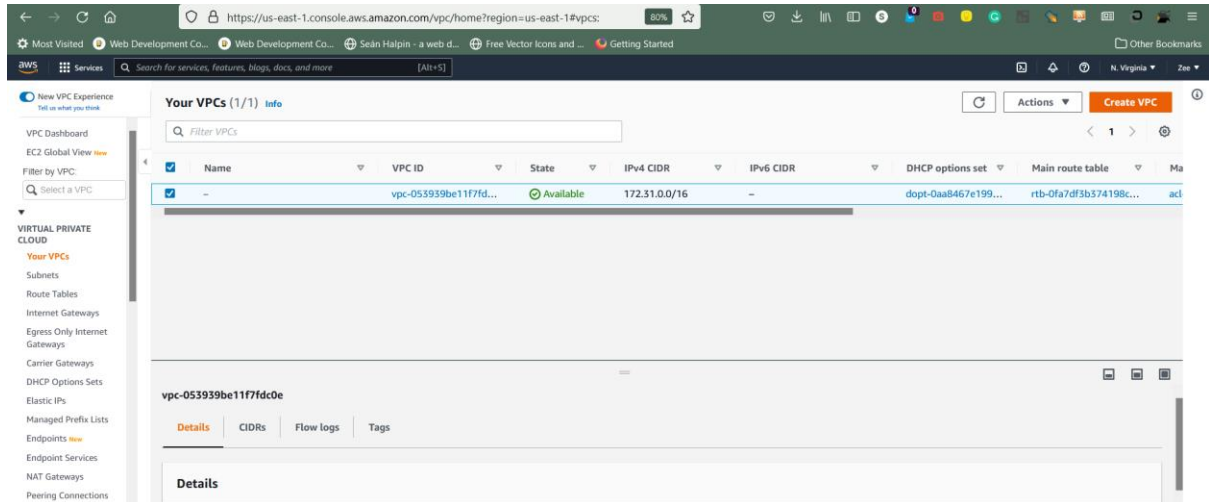 https://us-east-1.console.aws.amazon.com/vpc/home?region=us-east-1#vpcs: 80%
Most Visited Web Development Co... Web Development Co... Seán Halpin - a web d... Free Vector Icons and ... Getting Started Other Bookmarks
aws Services Search for services, features, blogs, docs, and more [Alt+S] N. Virginia Zee
New VPC Experience
Tell us what you think
VPC Dashboard
EC2 Global View New
Filter by VPC:
Select a VPC
VIRTUAL PRIVATE
CLOUD
Your VPCs
Subnets
Route Tables
Internet Gateways
Egress Only Internet
Gateways
Carrier Gateways
DHCP Options Sets
Elastic IPs
Managed Prefix Lists
Endpoints New
Endpoint Services
NAT Gateways
Peering Connections
Your VPCs (1/1) Info Actions Create VPC
Filter VPCs 1
Name VPC ID State IPv4 CIDR IPv6 CIDR DHCP options set Main route table Ma
– vpc-053939be11f7fd... Available 172.31.0.0/16 – dopt-0aa8467e199... rtb-0fa7df3b374198c... acl-
vpc-053939be11f7fdc0e
Details CIDRs Flow logs Tags
Details